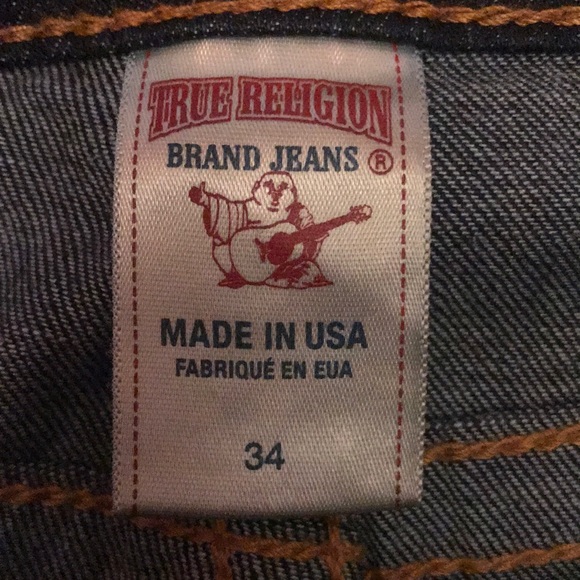 TRUE RELIGION
BRAND JEANS ®
MADE IN USA
FABRIQUÉ EN EUA
34